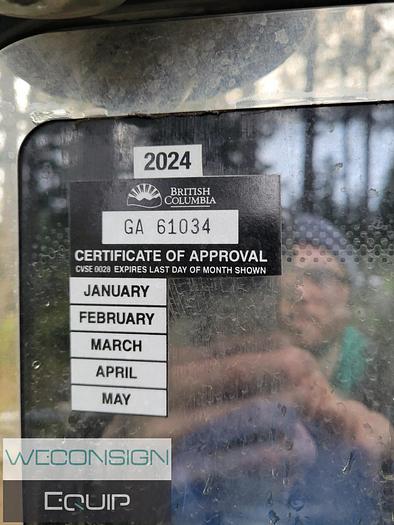 2024
BRITISH
COLUMBIA
GA 61034
CERTIFICATE OF APPROVAL
CVSE 0028 EXPIRES LAST DAY OF MONTH SHOWN
JANUARY
FEBRUARY
MARCH
APRIL
MAY
WECONSIGN
EQUIP